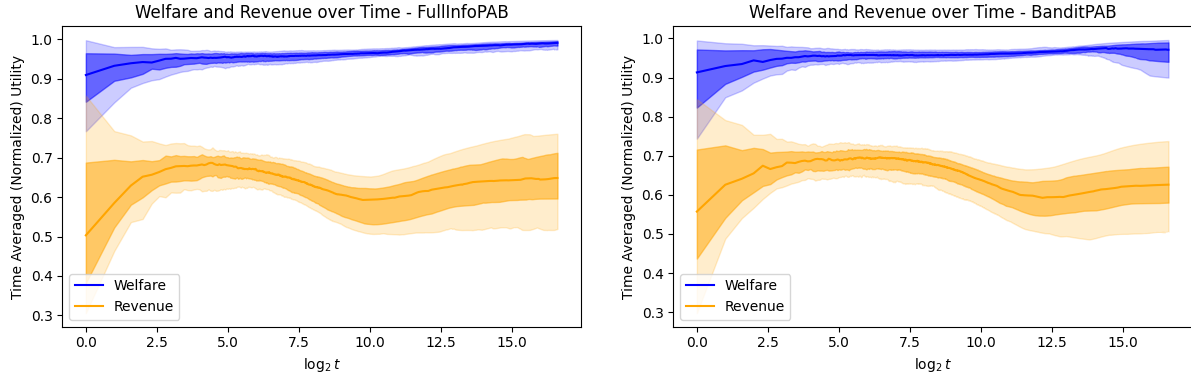 Welfare and Revenue over Time - FullInfoPAB
Time Averaged (Normalized) Utility
1.0
0.9
0.8
0.7
0.6
0.5
0.4
0.3
Welfare
Revenue
0.0 2.5 5.0 7.5 10.0 12.5 15.0
log₂ t
Welfare and Revenue over Time - BanditPAB
Time Averaged (Normalized) Utility
1.0
0.9
0.8
0.7
0.6
0.5
0.4
0.3
Welfare
Revenue
0.0 2.5 5.0 7.5 10.0 12.5 15.0
log₂ t